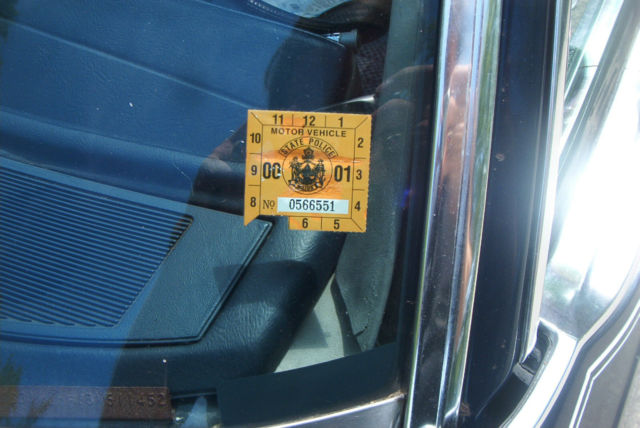 11 12 1
MOTOR VEHICLE
10 STATE POLICE 2
9 00 01 3
8 No 0566551 4
6 5